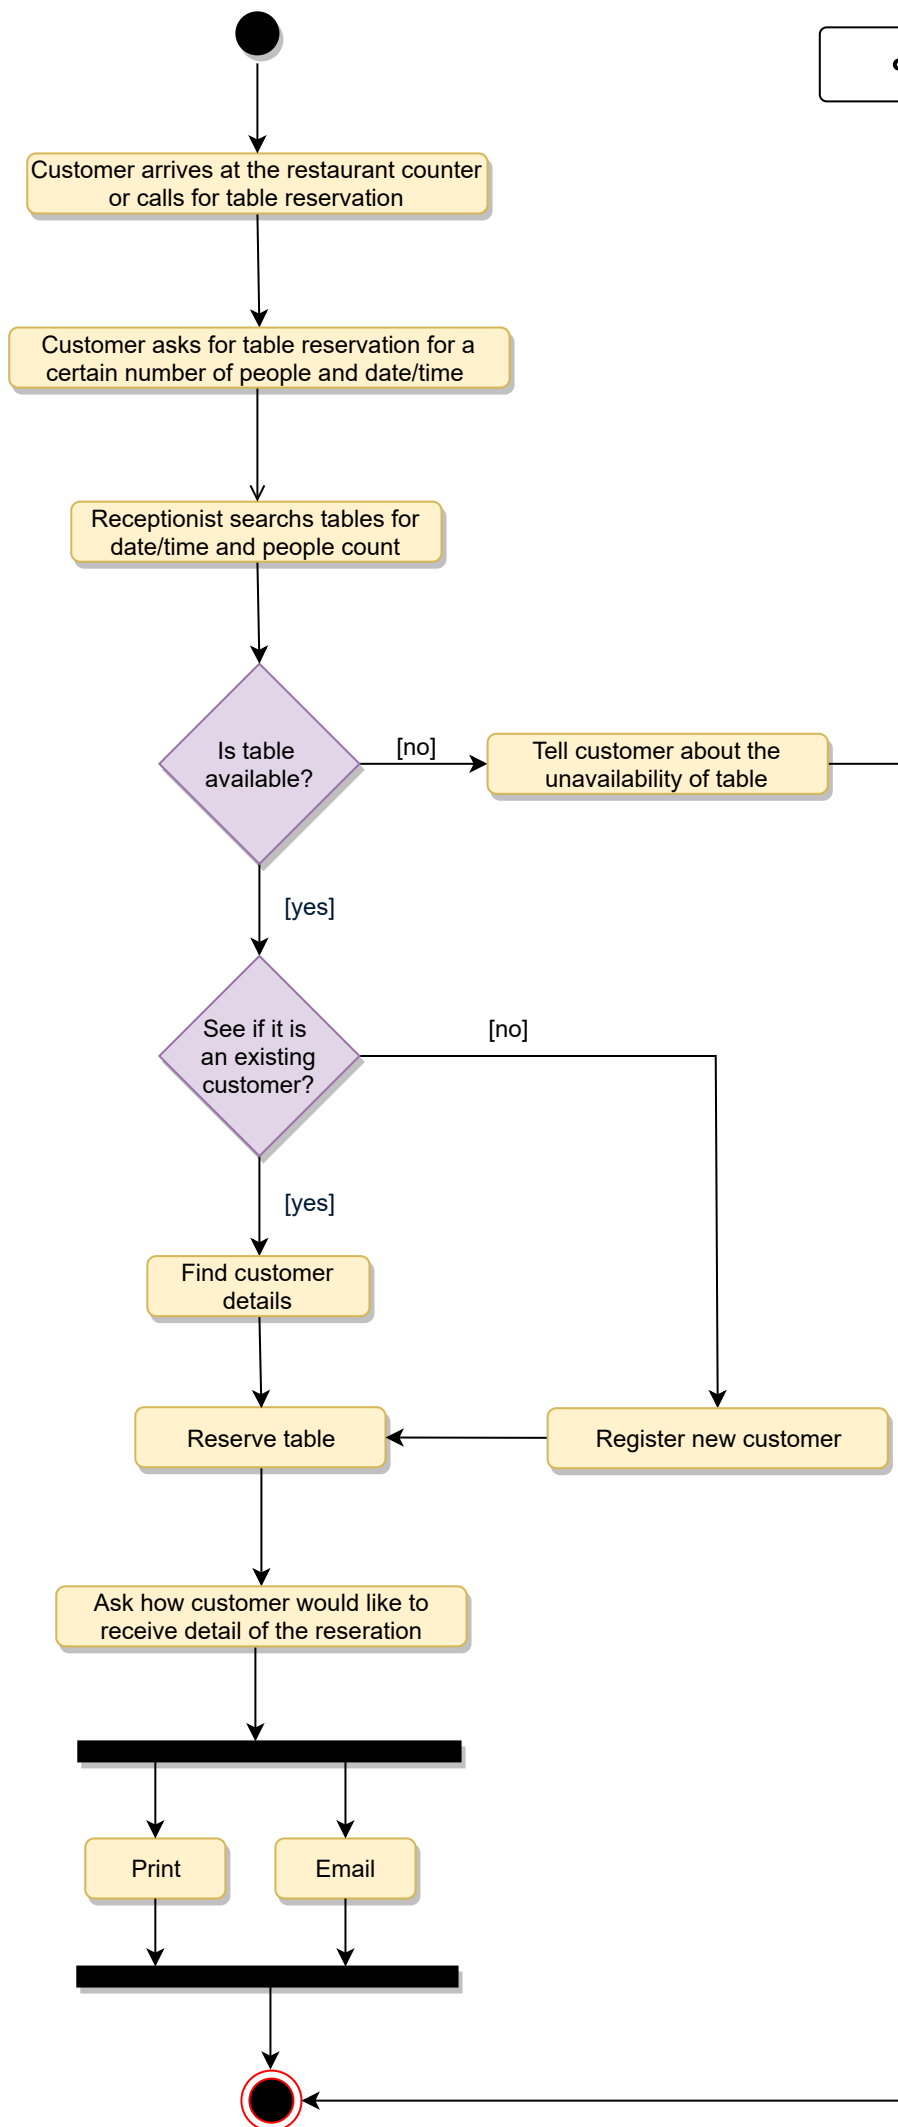 Customer arrives at the restaurant counter
or calls for table reservation
Customer asks for table reservation for a
certain number of people and date/time
Receptionist searchs tables for
date/time and people count
Is table
available?
[no]
Tell customer about the
unavailability of table
[yes]
See if it is
an existing
customer?
[no]
[yes]
Find customer
details
Reserve table
Register new customer
Ask how customer would like to
receive detail of the reseration
Print
Email